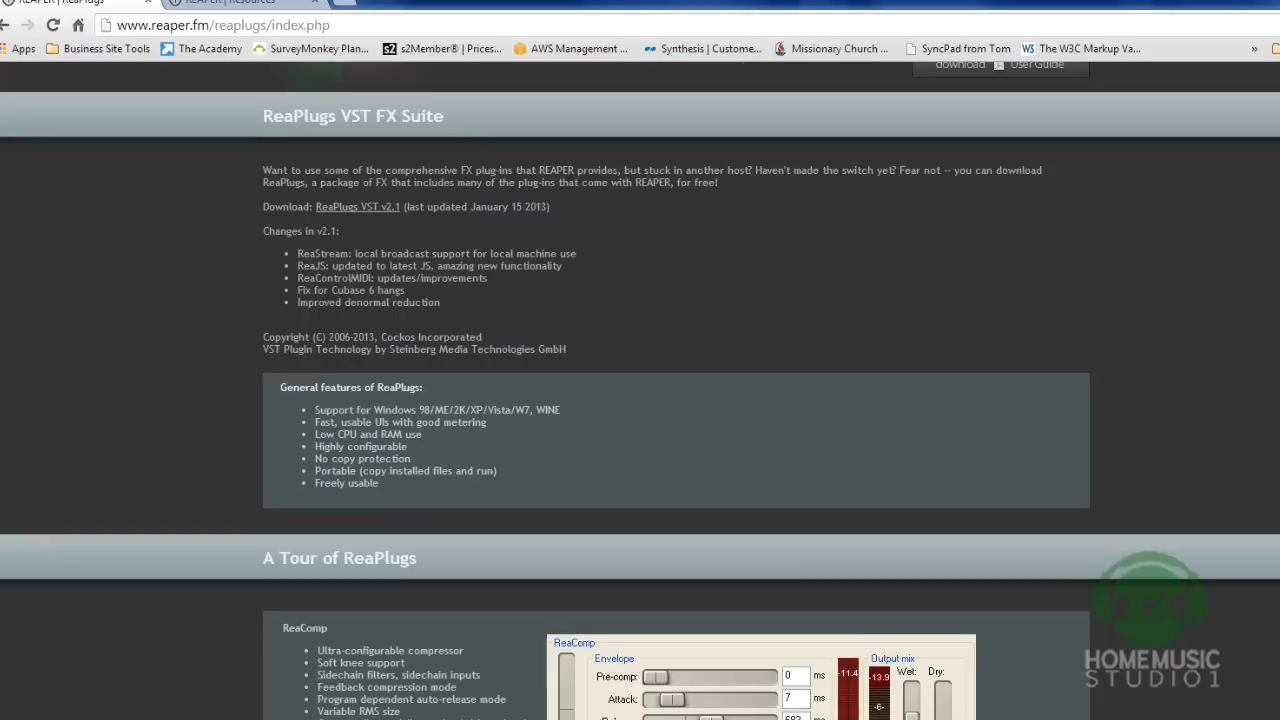 REAPER | ReaPlugs
REAPER | Resources
www.reaper.fm/reaplugs/index.php
Apps Business Site Tools The Academy SurveyMonkey Plan... s2 s2Member® | Prices... AWS Management ... Synthesis | Custome... Missionary Church ... SyncPad from Tom W3 The W3C Markup Va... »
download User Guide
ReaPlugs VST FX Suite
Want to use some of the comprehensive FX plug-ins that REAPER provides, but stuck in another host? Haven't made the switch yet? Fear not -- you can download
ReaPlugs, a package of FX that includes many of the plug-ins that come with REAPER, for free!
Download: ReaPlugs VST v2.1 (last updated January 15 2013)
Changes in v2.1:
• ReaStream: local broadcast support for local machine use
• ReaJS: updated to latest JS, amazing new functionality
• ReaControlMIDI: updates/improvements
• Fix for Cubase 6 hangs
• Improved denormal reduction
Copyright (C) 2006-2013, Cockos Incorporated
VST PlugIn Technology by Steinberg Media Technologies GmbH
General features of ReaPlugs:
• Support for Windows 98/ME/2K/XP/Vista/W7, WINE
• Fast, usable UIs with good metering
• Low CPU and RAM use
• Highly configurable
• No copy protection
• Portable (copy installed files and run)
• Freely usable
A Tour of ReaPlugs
ReaComp
• Ultra-configurable compressor
• Soft knee support
• Sidechain filters, sidechain inputs
• Feedback compression mode
• Program dependent auto-release mode
• Variable RMS size
ReaComp
Envelope
Pre-comp: 0 ms
Attack: 7 ms
-11.4
Output mix
-13.9 Wet: Dry:
-6-
HOMEMUSIC
STUDIO1